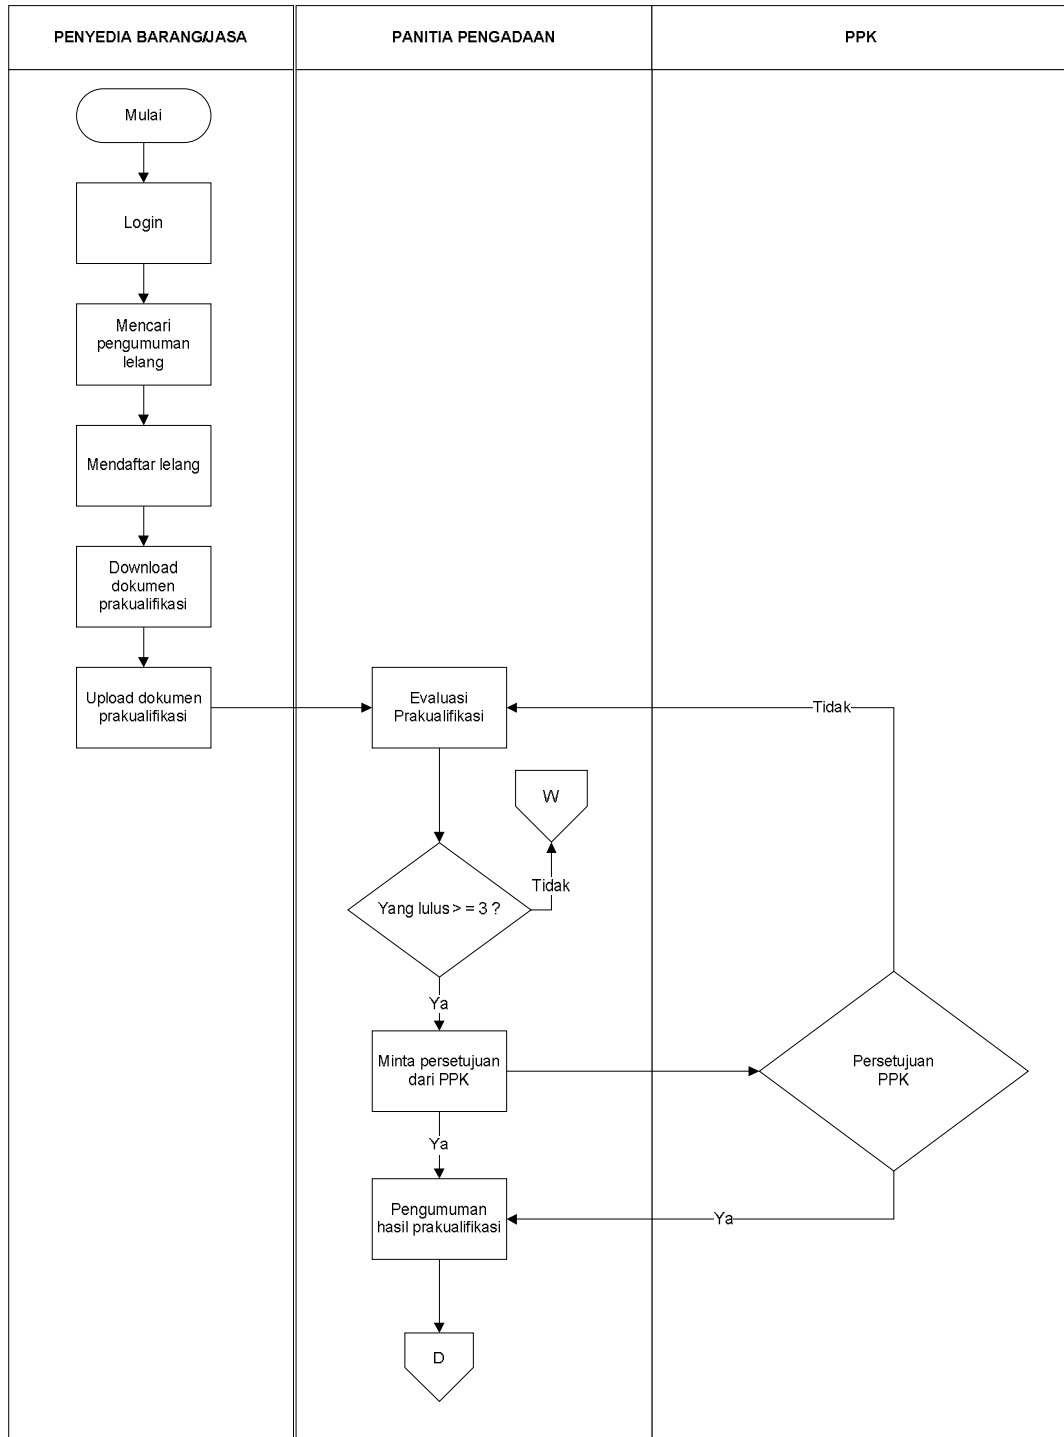 PENYEDIA BARANG/JASA
PANITIA PENGADAAN
PPK
Mulai
Login
Mencari
pengumuman
lelang
Mendaftar lelang
Download
dokumen
prakualifikasi
Upload dokumen
prakualifikasi
Evaluasi
Prakualifikasi
Tidak
W
Tidak
Yang lulus > = 3 ?
Ya
Minta persetujuan
dari PPK
Persetujuan
PPK
Ya
Pengumuman
hasil prakualifikasi
Ya
D